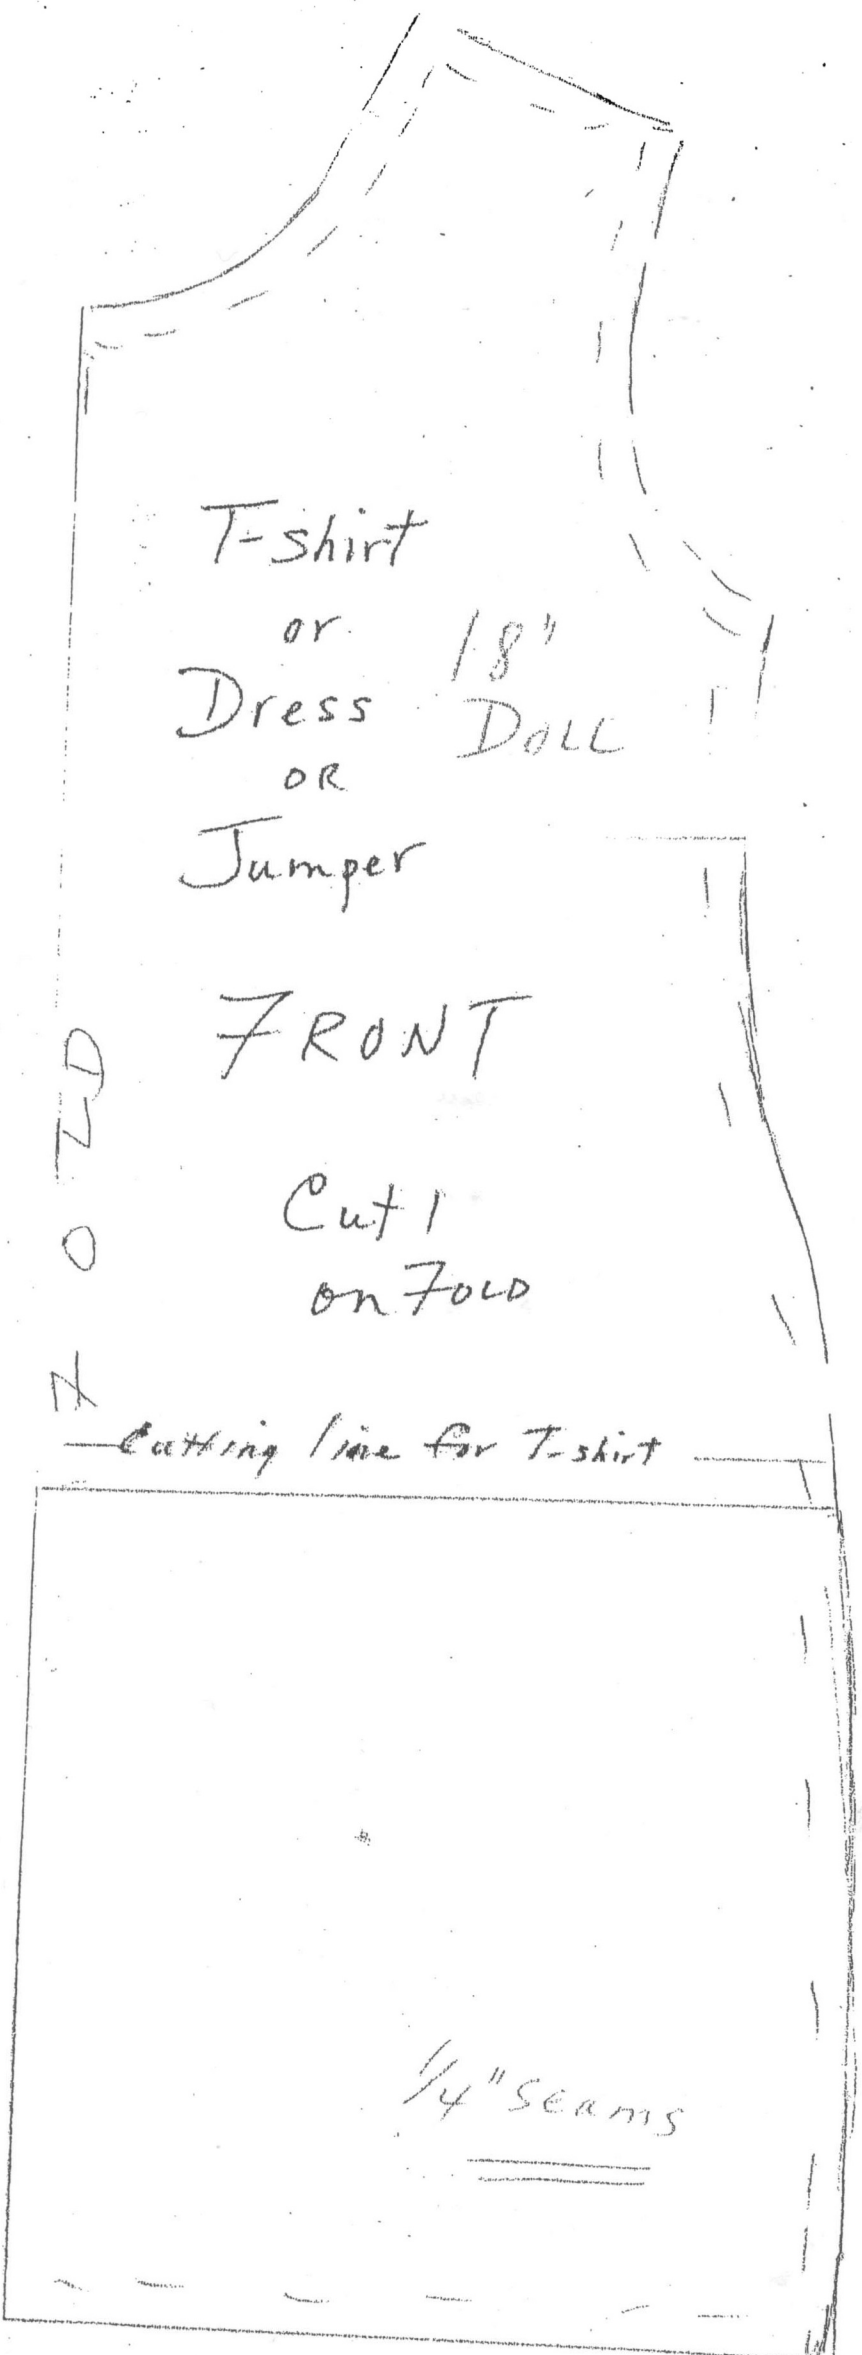 T-shirt
or
Dress
OR
Jumper
18"
DOLL
FRONT
Cut 1
on FOLD
FOLD
cutting line for T-shirt
1/4" seams